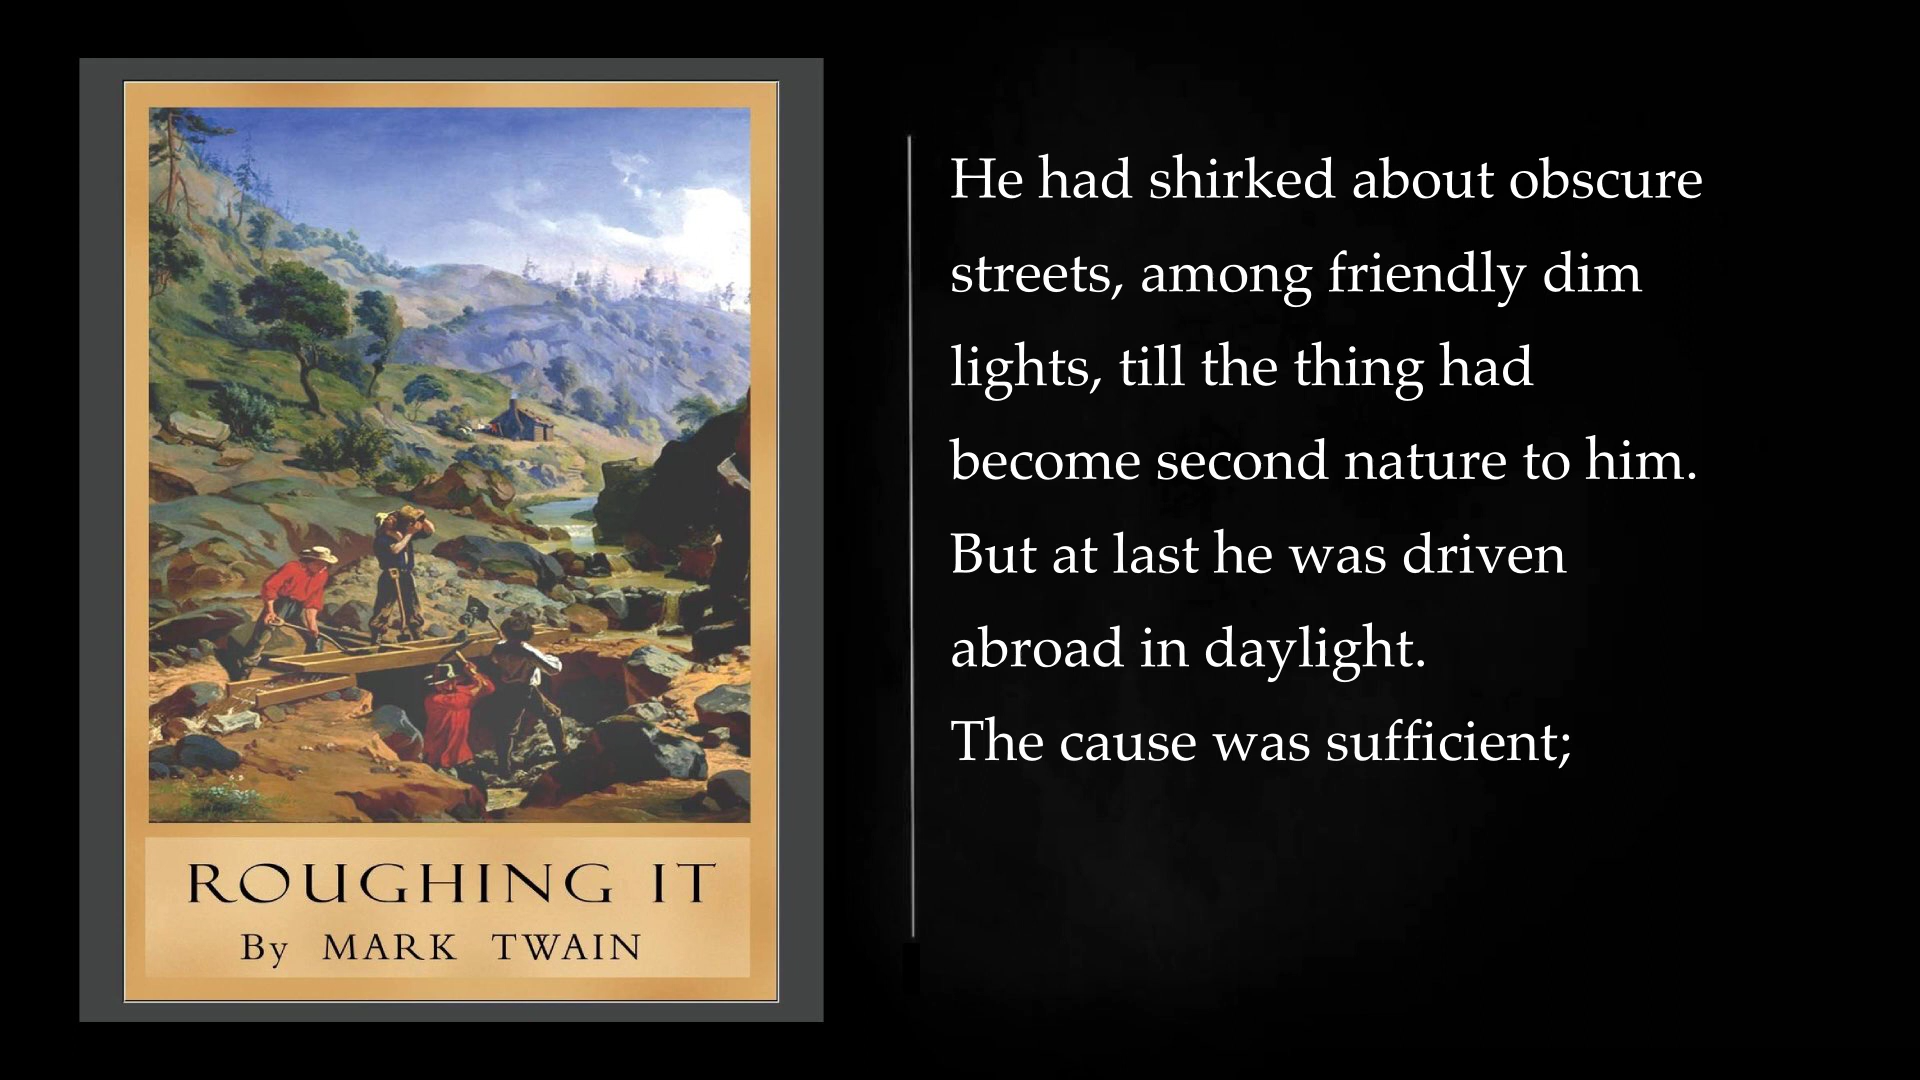 ROUGHING IT
By MARK TWAIN
He had shirked about obscure
streets, among friendly dim
lights, till the thing had
become second nature to him.
But at last he was driven
abroad in daylight.
The cause was sufficient;